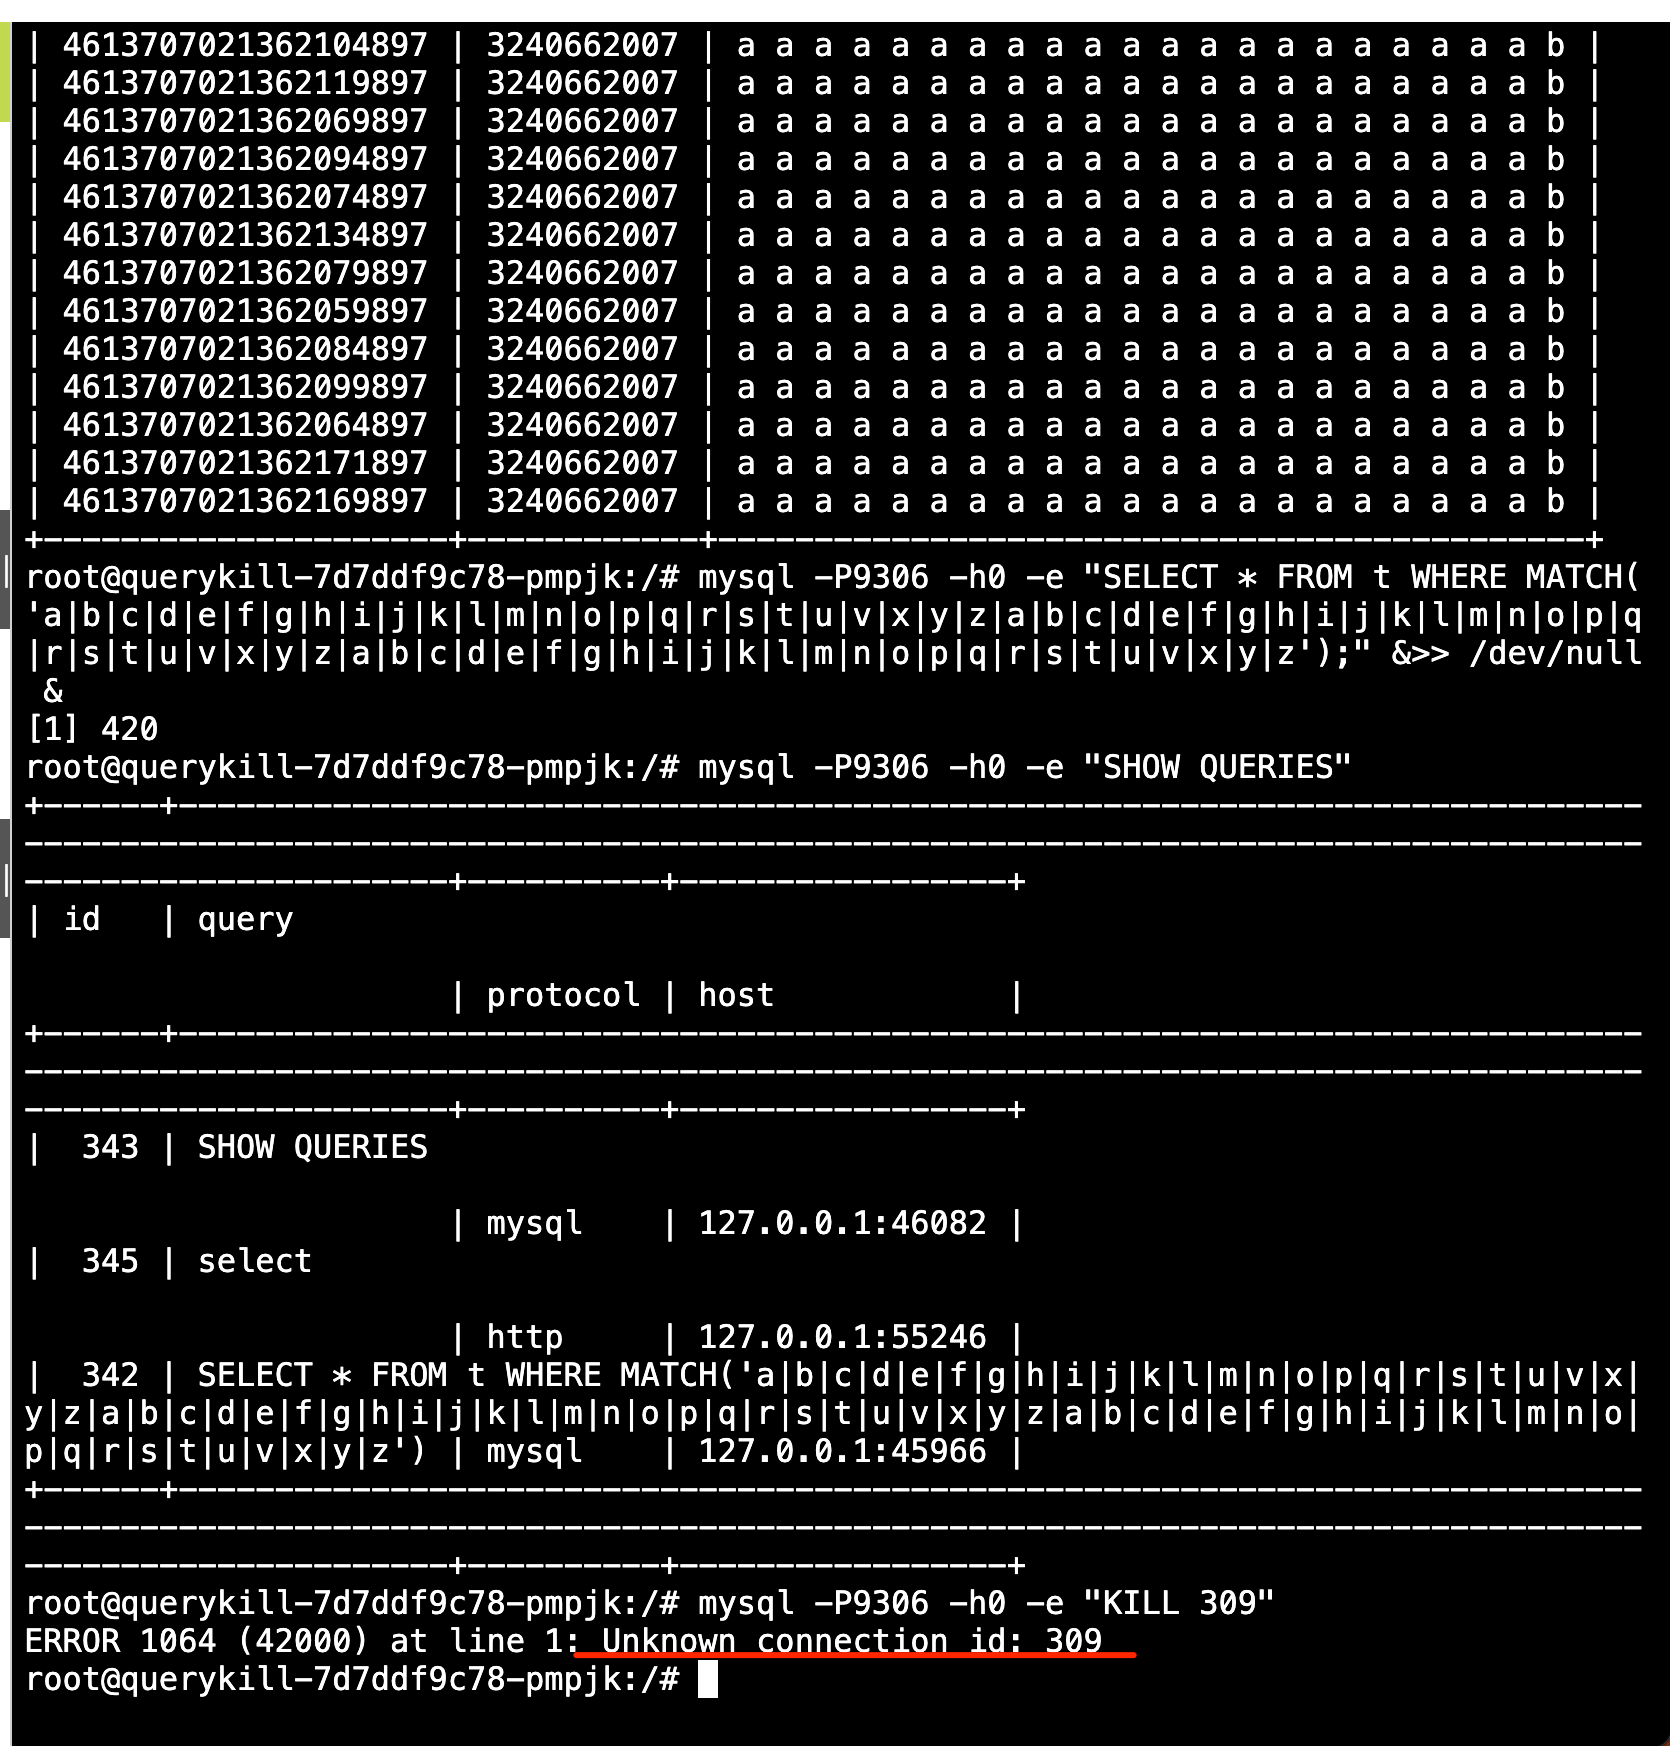 | 4613707021362104897 | 3240662007 | a a a a a a a a a a a a a a a a a a a a a b |
| 4613707021362119897 | 3240662007 | a a a a a a a a a a a a a a a a a a a a a b |
| 4613707021362069897 | 3240662007 | a a a a a a a a a a a a a a a a a a a a a b |
| 4613707021362094897 | 3240662007 | a a a a a a a a a a a a a a a a a a a a a b |
| 4613707021362074897 | 3240662007 | a a a a a a a a a a a a a a a a a a a a a b |
| 4613707021362134897 | 3240662007 | a a a a a a a a a a a a a a a a a a a a a b |
| 4613707021362079897 | 3240662007 | a a a a a a a a a a a a a a a a a a a a a b |
| 4613707021362059897 | 3240662007 | a a a a a a a a a a a a a a a a a a a a a b |
| 4613707021362084897 | 3240662007 | a a a a a a a a a a a a a a a a a a a a a b |
| 4613707021362099897 | 3240662007 | a a a a a a a a a a a a a a a a a a a a a b |
| 4613707021362064897 | 3240662007 | a a a a a a a a a a a a a a a a a a a a a b |
| 4613707021362171897 | 3240662007 | a a a a a a a a a a a a a a a a a a a a a b |
| 4613707021362169897 | 3240662007 | a a a a a a a a a a a a a a a a a a a a a b |
+---------------------+------------+---------------------------------------------+
root@querykill-7d7ddf9c78-pmpjk:/# mysql -P9306 -h0 -e "SELECT * FROM t WHERE MATCH(
'a|b|c|d|e|f|g|h|i|j|k|l|m|n|o|p|q|r|s|t|u|v|x|y|z|a|b|c|d|e|f|g|h|i|j|k|l|m|n|o|p|q
|r|s|t|u|v|x|y|z|a|b|c|d|e|f|g|h|i|j|k|l|m|n|o|p|q|r|s|t|u|v|x|y|z');" &>> /dev/null
&
[1] 420
root@querykill-7d7ddf9c78-pmpjk:/# mysql -P9306 -h0 -e "SHOW QUERIES"
+------+-----------------------------------------------------------------------------
------------------------------------------------------------------------------------
----------------------+----------+-----------------+
| id | query
| protocol | host |
+------+-----------------------------------------------------------------------------
------------------------------------------------------------------------------------
----------------------+----------+-----------------+
| 343 | SHOW QUERIES
| mysql | 127.0.0.1:46082 |
| 345 | select
| http | 127.0.0.1:55246 |
| 342 | SELECT * FROM t WHERE MATCH('a|b|c|d|e|f|g|h|i|j|k|l|m|n|o|p|q|r|s|t|u|v|x|
y|z|a|b|c|d|e|f|g|h|i|j|k|l|m|n|o|p|q|r|s|t|u|v|x|y|z|a|b|c|d|e|f|g|h|i|j|k|l|m|n|o|
p|q|r|s|t|u|v|x|y|z') | mysql | 127.0.0.1:45966 |
+------+-----------------------------------------------------------------------------
------------------------------------------------------------------------------------
----------------------+----------+-----------------+
root@querykill-7d7ddf9c78-pmpjk:/# mysql -P9306 -h0 -e "KILL 309"
ERROR 1064 (42000) at line 1: Unknown connection id: 309
root@querykill-7d7ddf9c78-pmpjk:/#